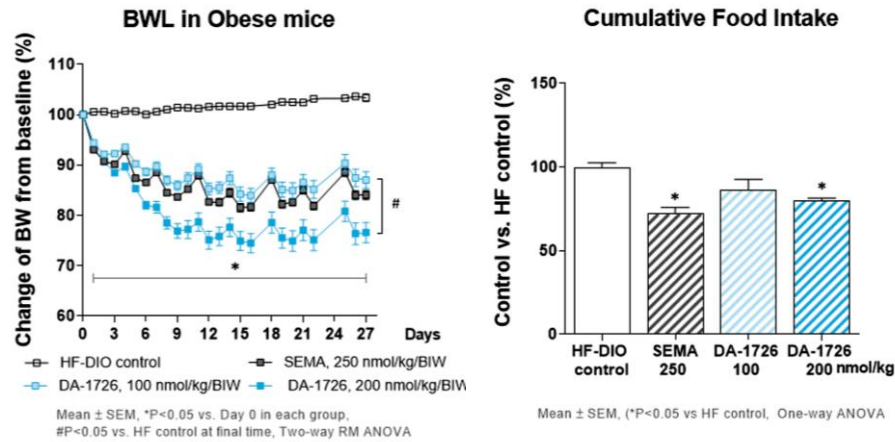 BWL in Obese mice
Change of BW from baseline (%)
110
100
90
80
70
60
#
*
0 3 6 9 12 15 18 21 24 27 Days
HF-DIO control SEMA, 250 nmol/kg/BIW
DA-1726, 100 nmol/kg/BIW DA-1726, 200 nmol/kg/BIW
Mean ± SEM, *P<0.05 vs. Day 0 in each group,
#P<0.05 vs. HF control at final time, Two-way RM ANOVA
Cumulative Food Intake
Control vs. HF control (%)
150
100
50
0
* *
HF-DIO SEMA DA-1726 DA-1726
control 250 100 200 nmol/kg
Mean ± SEM, (*P<0.05 vs HF control, One-way ANOVA